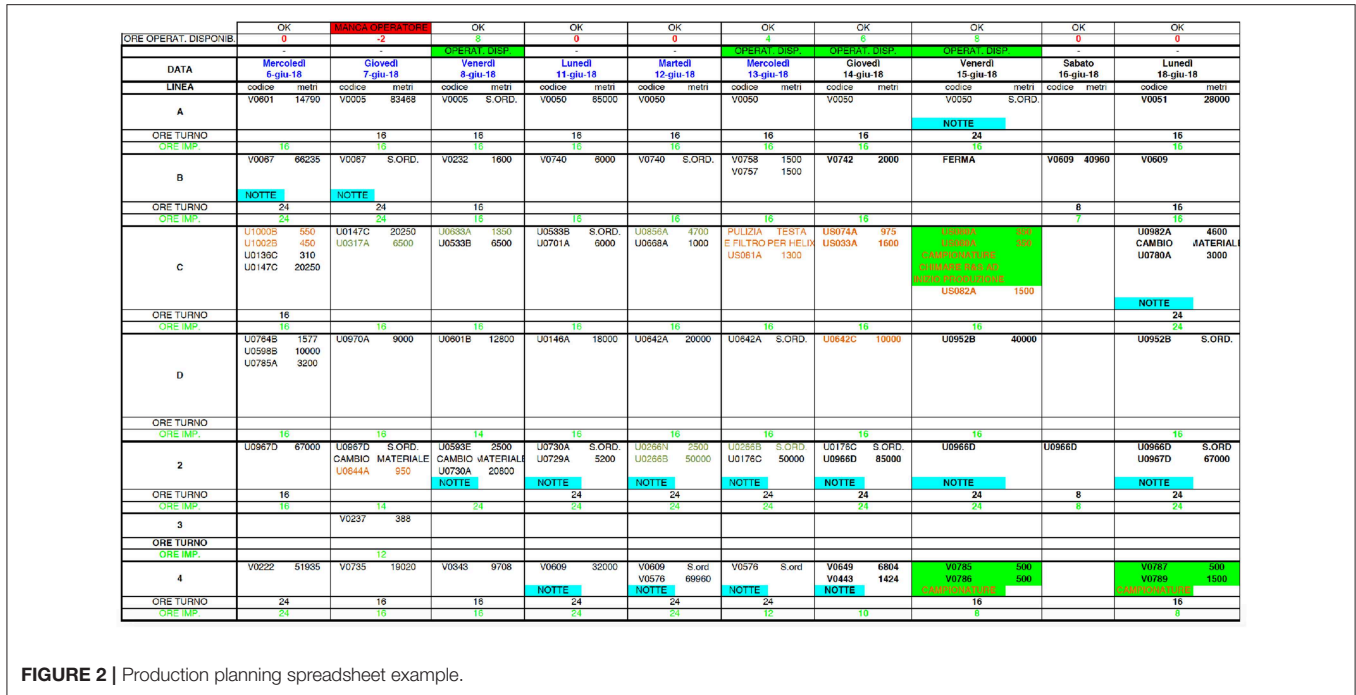 OK MANCA OPERATORE OK OK OK OK OK OK OK OK
ORE OPERAT. DISPONIB. 0 -2 8 0 0 4 6 8 0 0
- - OPERAT. DISP. - - OPERAT. DISP. OPERAT. DISP. OPERAT. DISP. - -
DATA Mercoledì Giovedì Venerdì Lunedì Martedì Mercoledì Giovedì Venerdì Sabato Lunedì
6-giu-18 7-giu-18 8-giu-18 11-giu-18 12-giu-18 13-giu-18 14-giu-18 15-giu-18 16-giu-18 18-giu-18
LINEA codice metri codice metri codice metri codice metri codice metri codice metri codice metri codice metri codice metri codice metri
A V0601 14790 V0005 83468 V0005 S.ORD. V0050 65000 V0050 V0050 V0050 V0050 S.ORD. V0051 28000
NOTTE
ORE TURNO 16 16 16 16 16 16 24 16
ORE IMP. 16 16 16 16 16 16 16 16 16
B V0067 66235 V0067 S.ORD. V0232 1600 V0740 6000 V0740 S.ORD. V0758 1500 V0742 2000 FERMA V0609 40960 V0609
V0757 1500
NOTTE NOTTE
ORE TURNO 24 24 16 8 16
ORE IMP. 24 24 16 16 16 16 16 7 16
C U1000B 550 U0147C 20250 U0633A 1350 U0533B S.ORD. U0856A 4700 PULIZIA TESTA US074A 975 350 U0982A 4600
U1002B 450 U0317A 6500 U0533B 6500 U0701A 6000 U0668A 1000 E FILTRO PER HELIX US033A 1600 350 CAMBIO MATERIALE
U0136C 310 US081A 1300 CAMPIONATURE U0780A 3000
U0147C 20250 CHIMARE R&S AD
INIZIO PRODUZIONE
US082A 1500
NOTTE
ORE TURNO 16 24
ORE IMP. 16 16 16 16 16 16 16 16 24
D U0764B 1577 U0970A 9000 U0601B 12800 U0146A 18000 U0642A 20000 U0642A S.ORD. U0642C 10000 U0952B 40000 U0952B S.ORD.
U0598B 10000
U0785A 3200
ORE TURNO
ORE IMP. 16 16 14 16 16 16 16 16 16
2 U0967D 67000 U0967D S.ORD. U0593E 2500 U0730A S.ORD. U0266N 2500 U0266B S.ORD. U0176C S.ORD. U0966D U0966D U0966D S.ORD
CAMBIO MATERIALE CAMBIO MATERIALE U0729A 5200 U0266B 50000 U0176C 50000 U0966D 85000 U0967D 67000
U0844A 950 U0730A 20800
NOTTE NOTTE NOTTE NOTTE NOTTE NOTTE NOTTE
ORE TURNO 16 24 24 24 24 24 8 24
ORE IMP. 16 14 24 24 24 24 24 24 8 24
3 V0237 388
ORE TURNO
ORE IMP. 12
4 V0222 51935 V0735 19020 V0343 9708 V0609 32000 V0609 S.ord V0576 S.ord V0649 6804 V0785 500 V0787 500
V0576 69960 V0443 1424 V0786 500 V0789 1500
NOTTE NOTTE NOTTE NOTTE CAMPIONATURE CAMPIONATURE
ORE TURNO 24 16 16 24 24 24 16 16
ORE IMP. 24 16 16 24 24 12 10 8 8
FIGURE 2 | Production planning spreadsheet example.